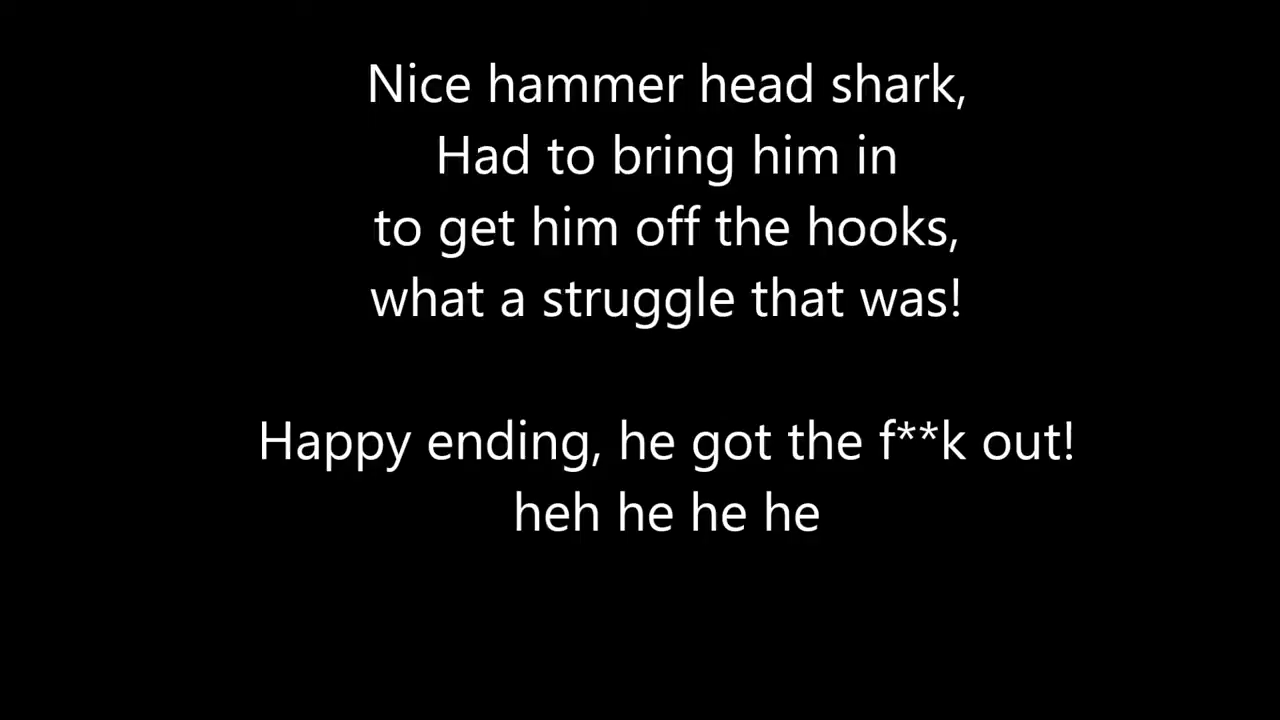 Nice hammer head shark,
Had to bring him in
to get him off the hooks,
what a struggle that was!
Happy ending, he got the f**k out!
heh he he he